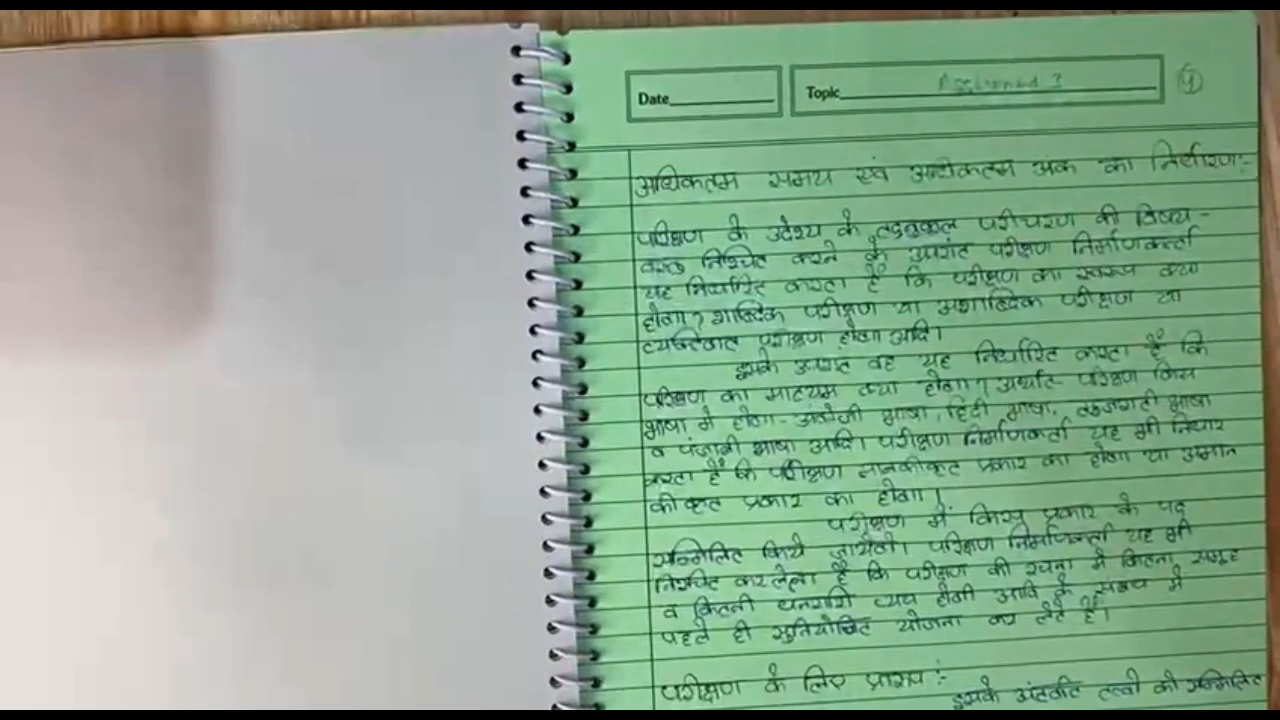 Date
Topic Assignment 3
4
अधिकतम समय एवं अधिकतम अंक का निर्धारण:-
परिक्षण के उदेश्य के तदनुकूल परीचरण की विषय-
वस्तु निश्चित करने के उपरांत परीक्षण निर्माणकर्ता
यह निर्धारित करता है कि परीक्षण का स्वरूप क्या
होगा? शाब्दिक परीक्षण या अशाब्दिक परीक्षण या
व्यक्तिगत परीक्षण होगा आदि।
इसके उपरांत वह यह निर्धारित करता है कि
परिक्षण का माध्यम क्या होगा? अर्थात- परिक्षण किस
भाषा में होगा- अंग्रेजी भाषा, हिंदी भाषा, गुजराती भाषा
व पंजाबी भाषा आदि। परीक्षण निर्माणकर्ता यह भी
करता है कि परीक्षण मानकीकृत प्रकार का होगा या अमान
कीकृत प्रकार का होगा।
परीक्षण में किस प्रकार के पद
सम्मिलित किये जायेंगे। परिक्षण निर्माणकर्ता यह भी
निश्चित कर लेता है कि परीक्षण की रचना में कितना समूह
व कितनी धनराशि व्यय होगी आदि के संबंध में
पहले ही सुनियोजित योजना कर लेते हैं।
परीक्षण के लिए प्रारूप:-
इसके अंतर्गत तत्वों को सम्मिलित